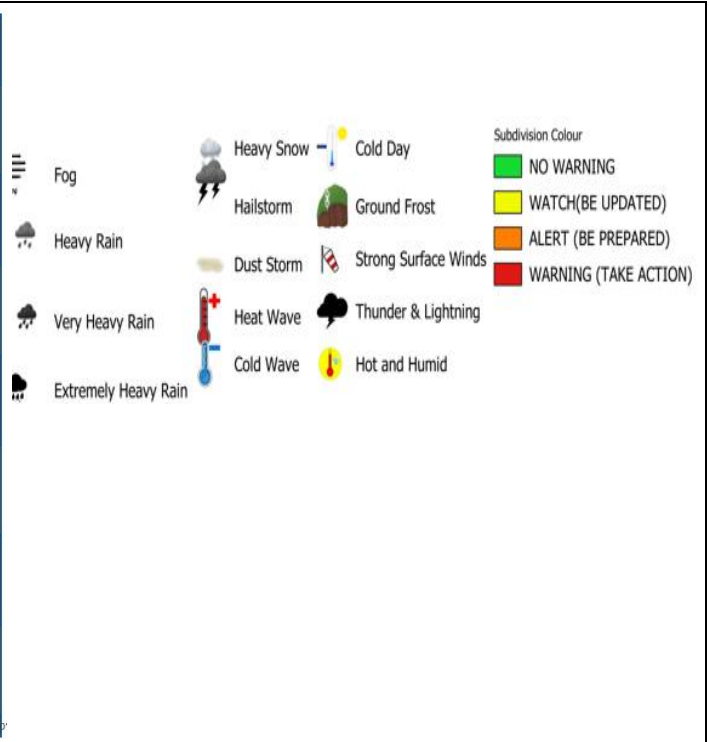 Fog
Heavy Rain
Very Heavy Rain
Extremely Heavy Rain
Heavy Snow
Hailstorm
Dust Storm
Heat Wave
Cold Wave
Cold Day
Ground Frost
Strong Surface Winds
Thunder & Lightning
Hot and Humid
Subdivision Colour
NO WARNING
WATCH(BE UPDATED)
ALERT (BE PREPARED)
WARNING (TAKE ACTION)